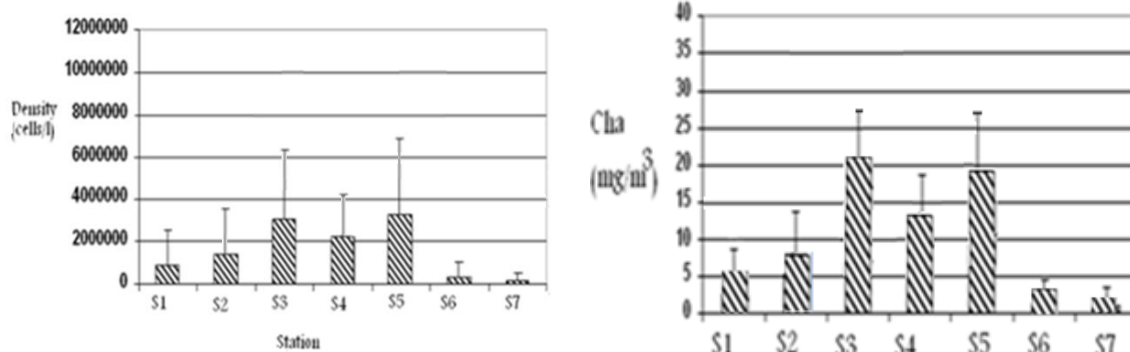 12000000
10000000
8000000
6000000
4000000
2000000
0
Density
(cells/l)
S1 S2 S3 S4 S5 S6 S7
Station
40
35
30
25
20
15
10
5
0
Cha
(mg/m³)
S1 S2 S3 S4 S5 S6 S7